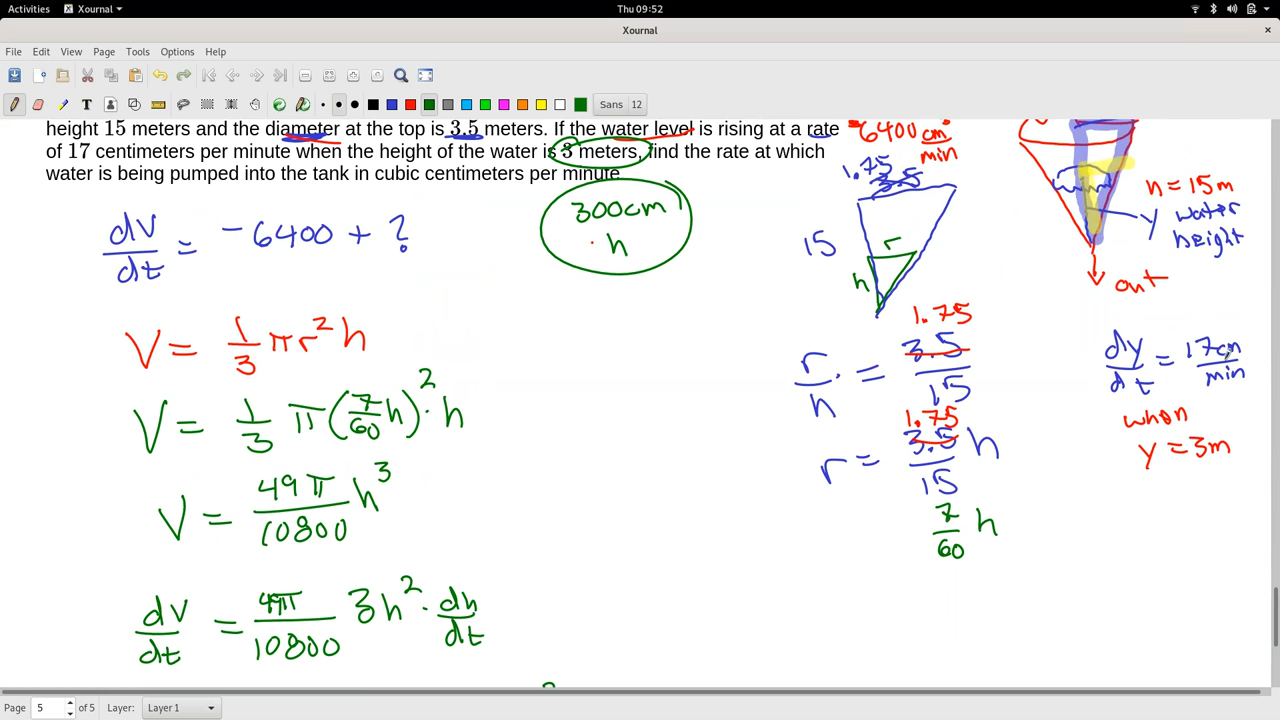 Activities Xournal Thu 09:52
Xournal
File Edit View Page Tools Options Help
Sans 12
height 15 meters and the diameter at the top is 3.5 meters. If the water level is rising at a rate
of 17 centimeters per minute when the height of the water is 3 meters, find the rate at which
water is being pumped into the tank in cubic centimeters per minute.
dV/dt = -6400 + ?
300cm
h
V = 1/3 πr² h
V = 1/3 π (7/60 h)² · h
V = 49π/10800 h³
dV/dt = 49π/10800 3h² · dh/dt
6400 cm³/min
1.75
3.5
15
r
h
r/h = 1.75 3.5/15
r = 1.75 3.5/15 h
7/60 h
h = 15m
y water
height
out
dy/dt = 17cm/min
when
y = 3m
Page 5 of 5 Layer: Layer 1